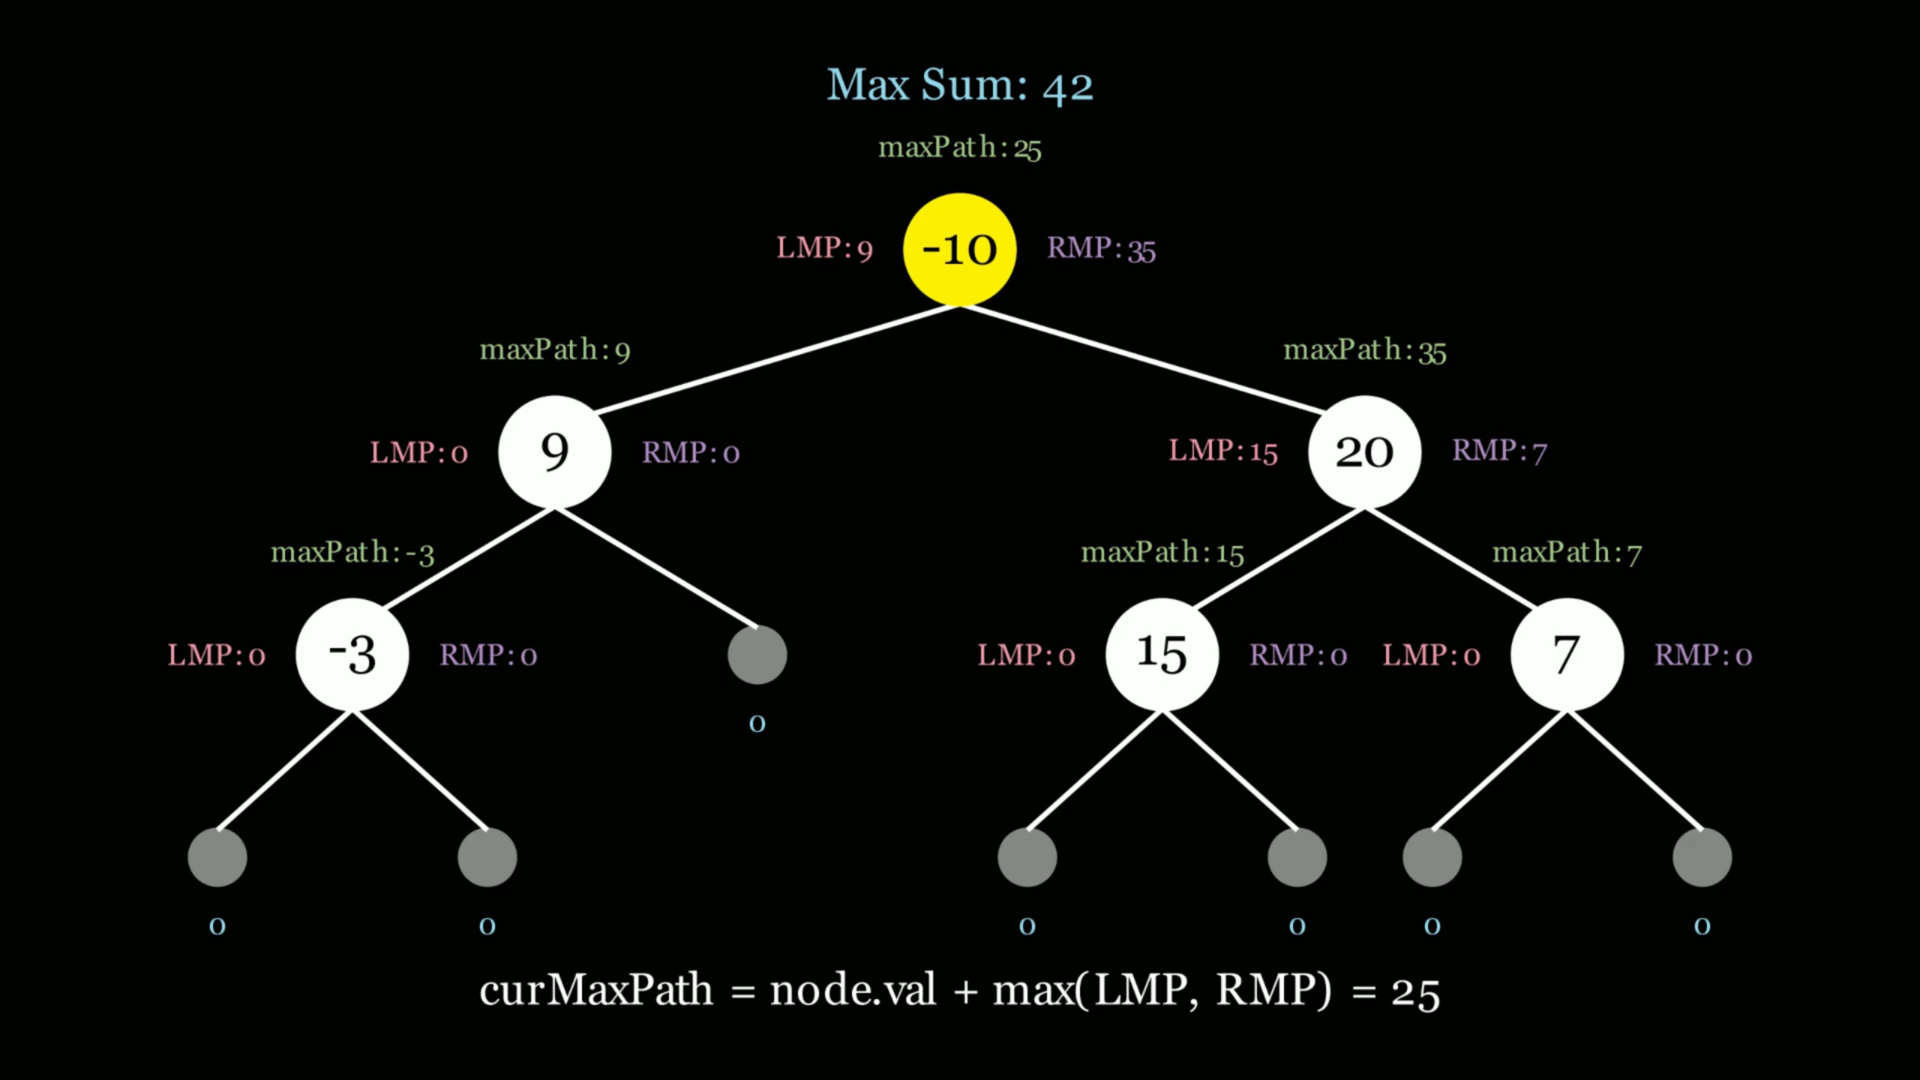 Max Sum: 42
maxPath:25
LMP:9 -10 RMP:35
maxPath:9 maxPath:35
LMP:0 9 RMP:0 LMP:15 20 RMP:7
maxPath:-3 maxPath:15 maxPath:7
LMP:0 -3 RMP:0 LMP:0 15 RMP:0 LMP:0 7 RMP:0
0
0 0 0 0 0 0
curMaxPath = node.val + max(LMP, RMP) = 25